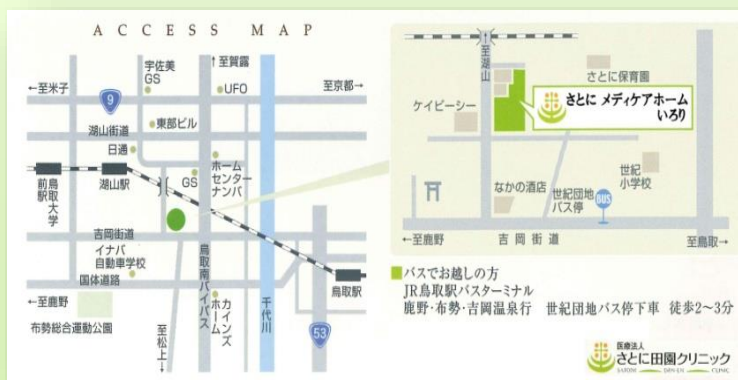 ACCESS MAP
宇佐美
GS
↑至賀露
←至米子
UFO
至京都→
9
湖山街道
東部ビル
日通
ホーム
センター
ナンバ
GS
鳥取大学
前駅
湖山駅
吉岡街道
イナバ
自動車学校
国体道路
鳥取南バイパス
千代川
鳥取駅
←至鹿野
布勢総合運動公園
至松上→
カインズ
ホーム
53
至湖山
さとに保育園
ケイビーシー
さとに メディケアホーム
いろり
なかの酒店
世紀団地
バス停
BUS
世紀
小学校
←至鹿野
吉岡街道
至鳥取→
バスでお越しの方
JR鳥取駅バスターミナル
鹿野・布勢・吉岡温泉行 世紀団地バス停下車 徒歩2~3分
医療法人
さとに田園クリニック
SATONI DEN-EN CLINIC